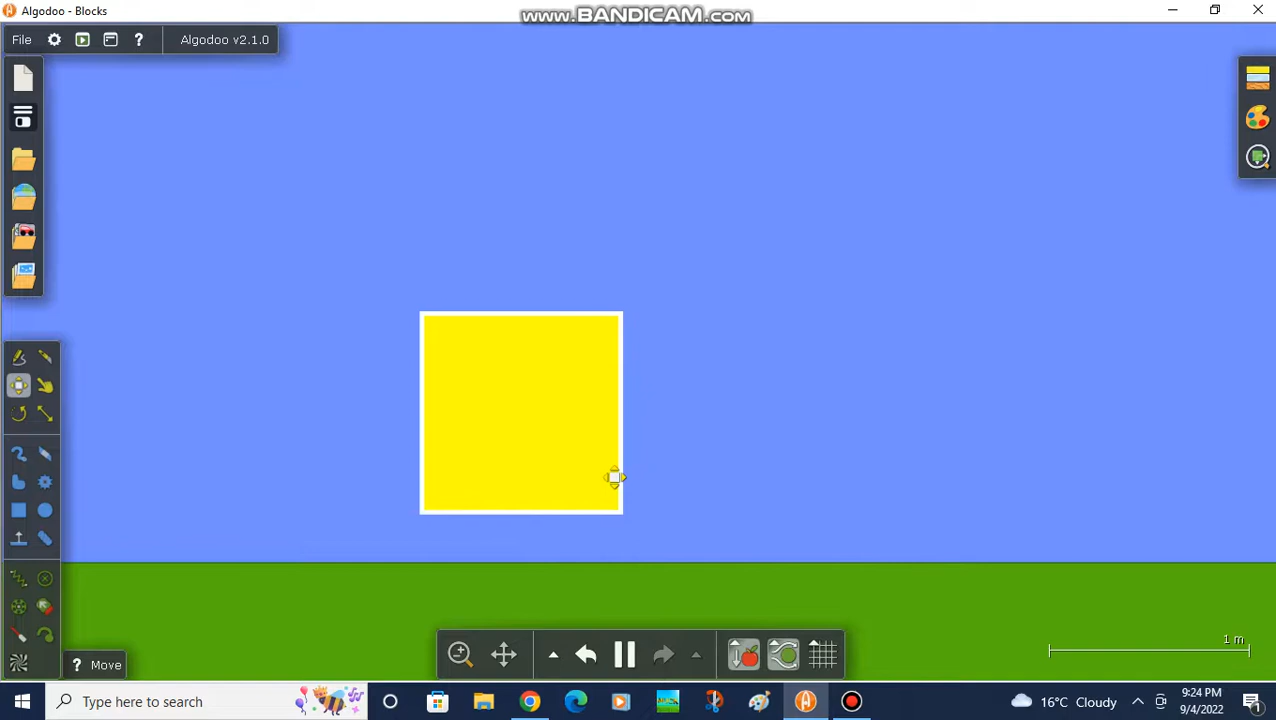 Algodoo - Blocks
www.BANDICAM.com
File ? Algodoo v2.1.0
1 m
? Move
Type here to search
16°C Cloudy
9:24 PM
9/4/2022
1